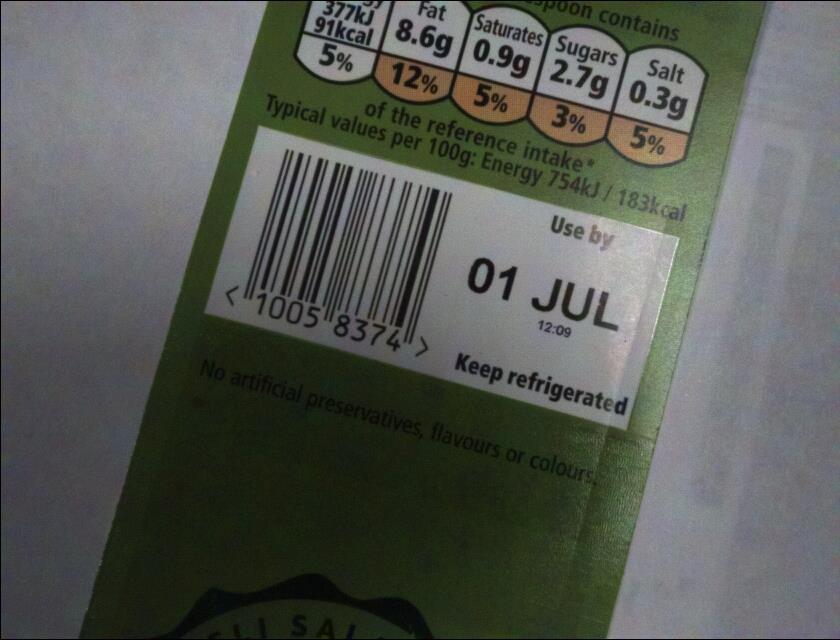 spoon contains
377kJ
91kcal
5%
Fat
8.6g
12%
Saturates
0.9g
5%
Sugars
2.7g
3%
Salt
0.3g
5%
of the reference intake*
Typical values per 100g: Energy 754kJ / 183kcal
Use by
01 JUL
12:09
< 1005 8374 >
Keep refrigerated
No artificial preservatives, flavours or colours.